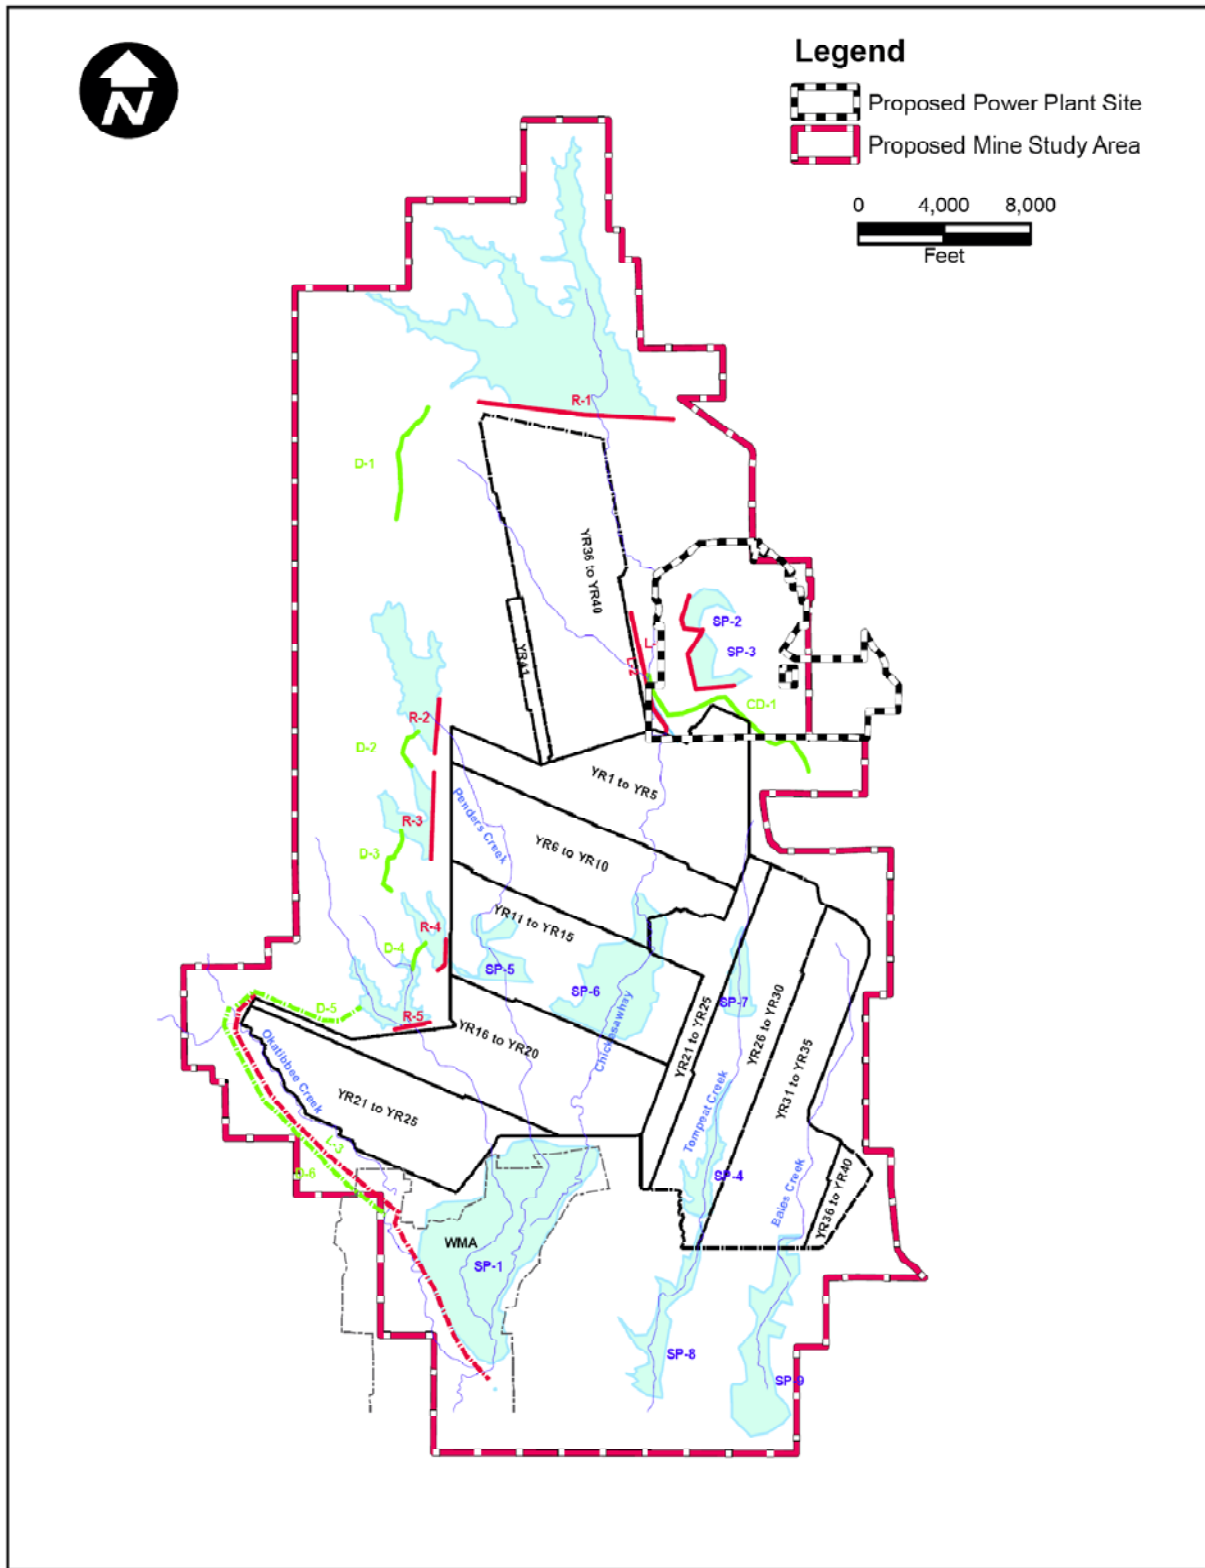 Legend
N
Proposed Power Plant Site
Proposed Mine Study Area
0 4,000 8,000
Feet
R-1
D-1
YR36 to YR40
SP-2
L-
SP-3
YR41
L-2
CD-1
R-2
D-2
YR1 to YR5
Penders Creek
R-3
D-3
YR6 to YR10
YR11 to YR15
R-4
D-4
SP-5
SP-6
SP-7
D-5
R-5
YR16 to YR20
Chickasawhay
YR21 to YR25
YR26 to YR30
YR31 to YR35
Okatibbee Creek
YR21 to YR25
Tompeat Creek
L-3
D-6
SP-4
Bales Creek
YR36 to YR40
WMA
SP-1
SP-8
SP-9